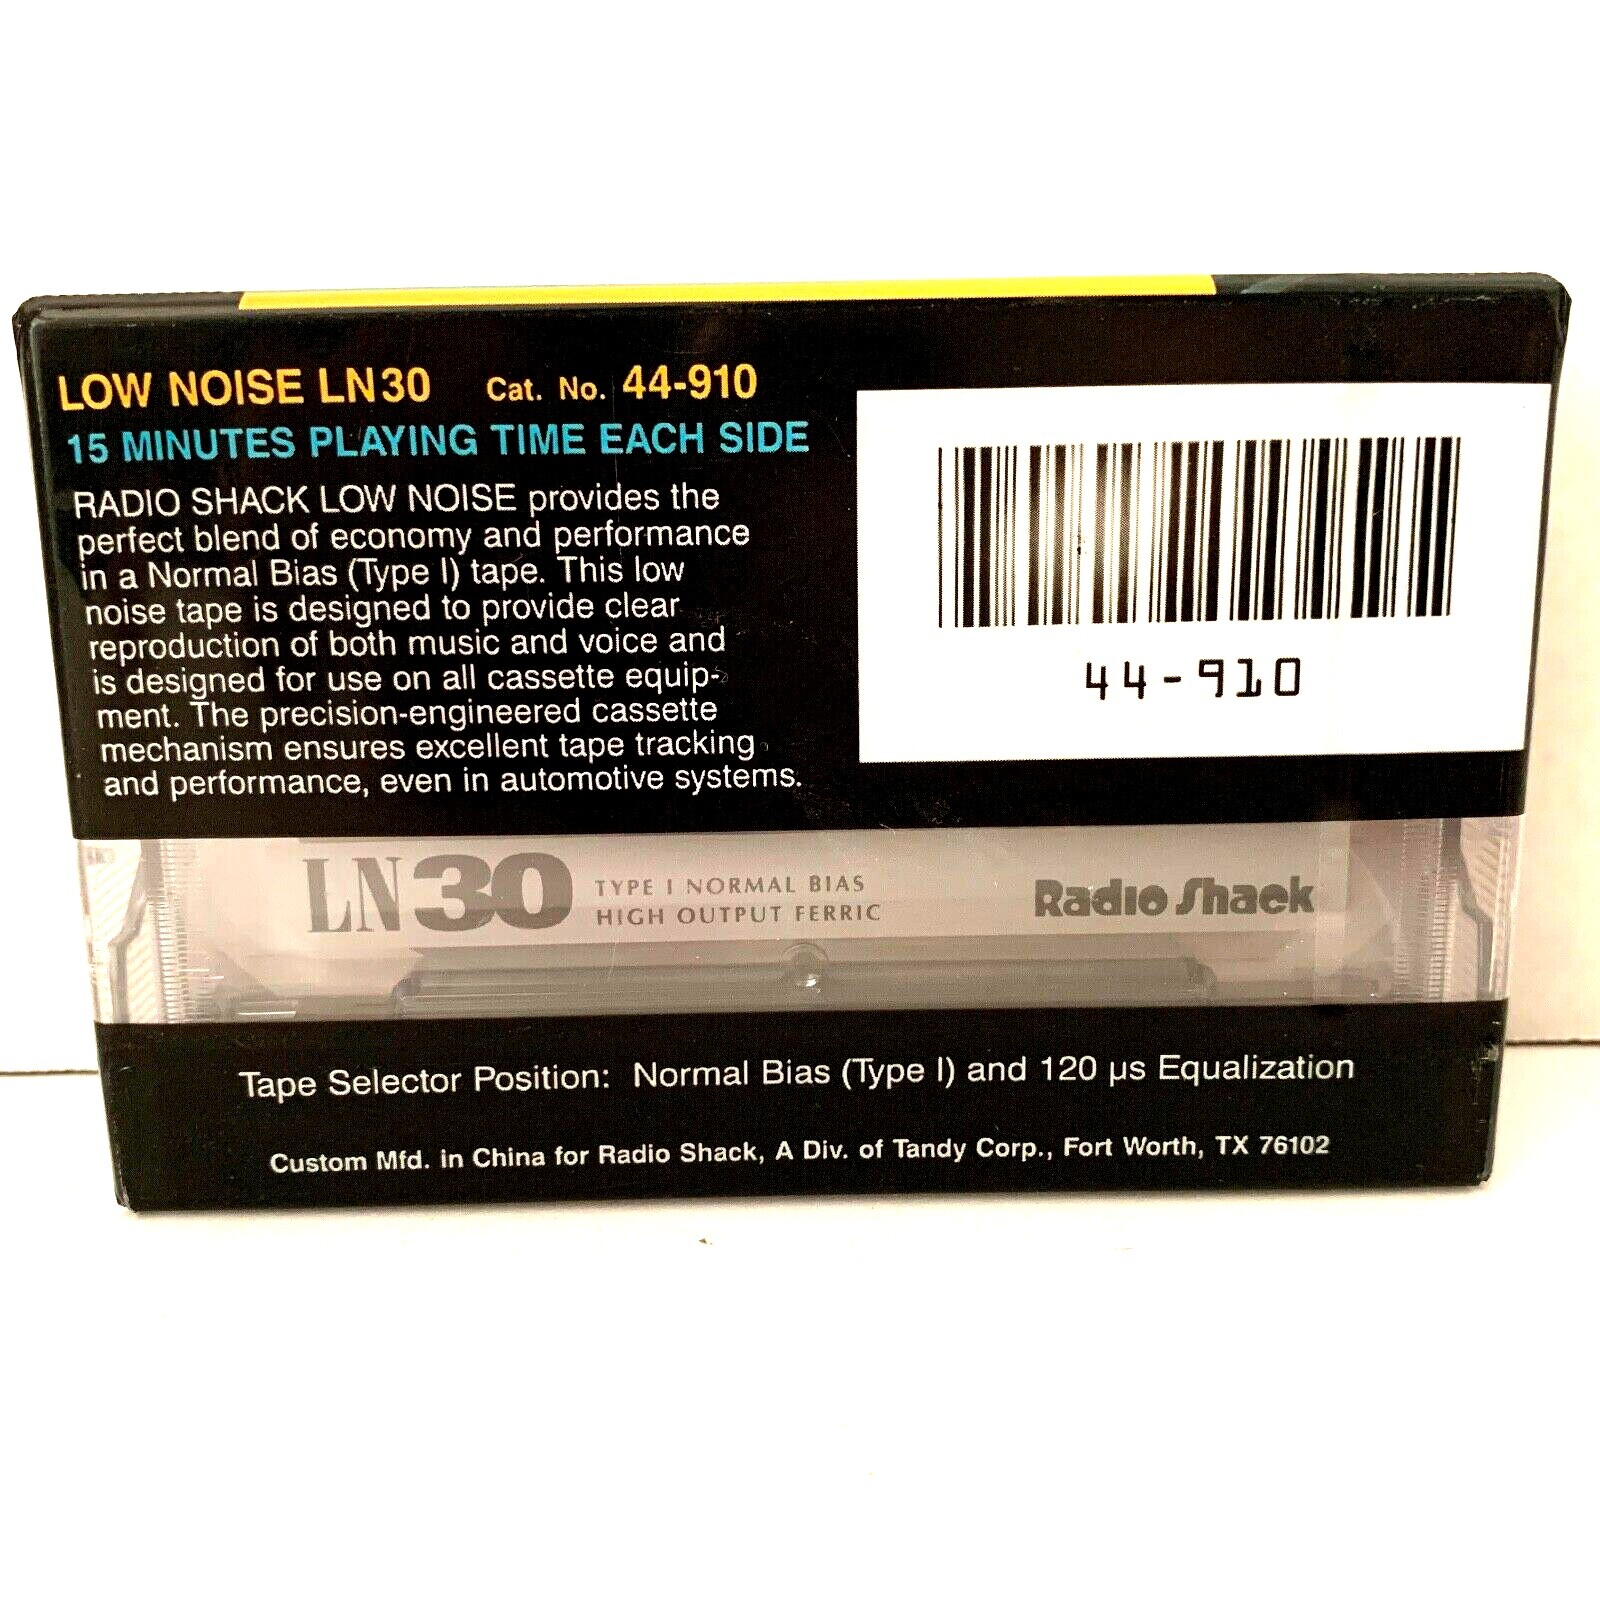 LOW NOISE LN30 Cat. No. 44-910
15 MINUTES PLAYING TIME EACH SIDE
RADIO SHACK LOW NOISE provides the
perfect blend of economy and performance
in a Normal Bias (Type I) tape. This low
noise tape is designed to provide clear
reproduction of both music and voice and
is designed for use on all cassette equip-
ment. The precision-engineered cassette
mechanism ensures excellent tape tracking
and performance, even in automotive systems.
44-910
LN30 TYPE I NORMAL BIAS
HIGH OUTPUT FERRIC
Radio Shack
Tape Selector Position: Normal Bias (Type I) and 120 µs Equalization
Custom Mfd. in China for Radio Shack, A Div. of Tandy Corp., Fort Worth, TX 76102